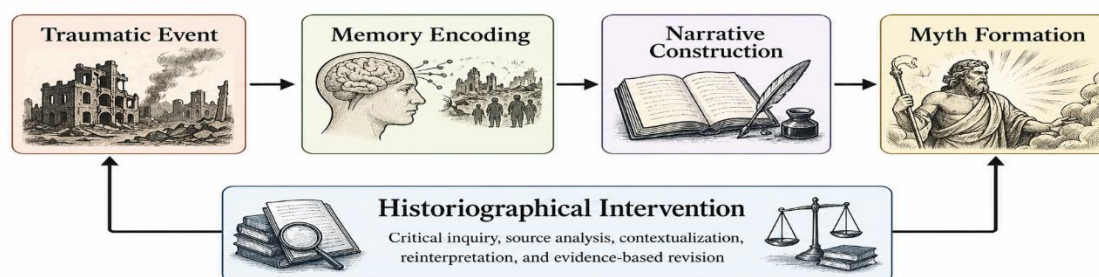 Traumatic Event
Memory Encoding
Narrative
Construction
Myth Formation
Historiographical Intervention
Critical inquiry, source analysis, contextualization,
reinterpretation, and evidence-based revision